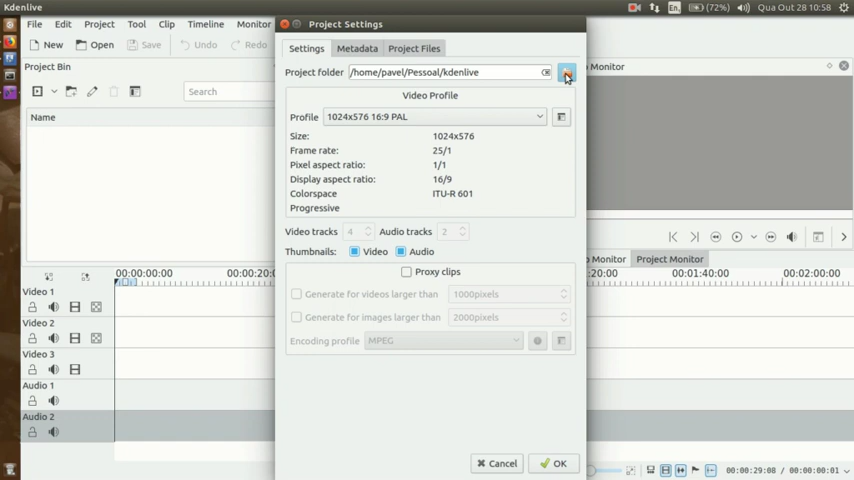 Kdenlive
En
(72%)
Qua Out 28 10:58
File Edit Project Tool Clip Timeline Monitor
New Open Save Undo Redo
Project Bin
Search
Name
Project Settings
Settings Metadata Project Files
Project folder /home/pavel/Pessoal/kdenlive
Video Profile
Profile 1024x576 16:9 PAL
Size: 1024x576
Frame rate: 25/1
Pixel aspect ratio: 1/1
Display aspect ratio: 16/9
Colorspace ITU-R 601
Progressive
Video tracks 4 Audio tracks 2
Thumbnails: Video Audio
Proxy clips
Generate for videos larger than 1000pixels
Generate for images larger than 2000pixels
Encoding profile MPEG
Cancel OK
Monitor
Monitor Project Monitor
00:00:00:00 00:00:20:0 :20:00 00:01:40:00 00:02:00:00
Video 1
Video 2
Video 3
Audio 1
Audio 2
00:00:29:08 / 00:00:00:01